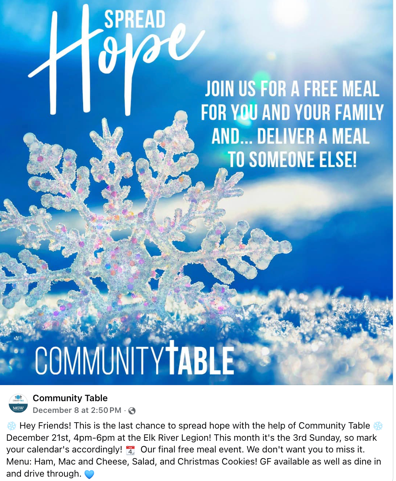 SPREAD
Hope
JOIN US FOR A FREE MEAL
FOR YOU AND YOUR FAMILY
AND... DELIVER A MEAL
TO SOMEONE ELSE!
COMMUNITY TABLE
Community Table
December 8 at 2:50 PM ·
❄️ Hey Friends! This is the last chance to spread hope with the help of Community Table ❄️
December 21st, 4pm-6pm at the Elk River Legion! This month it's the 3rd Sunday, so mark
your calendar's accordingly! 📆 Our final free meal event. We don't want you to miss it.
Menu: Ham, Mac and Cheese, Salad, and Christmas Cookies! GF available as well as dine in
and drive through. 💙